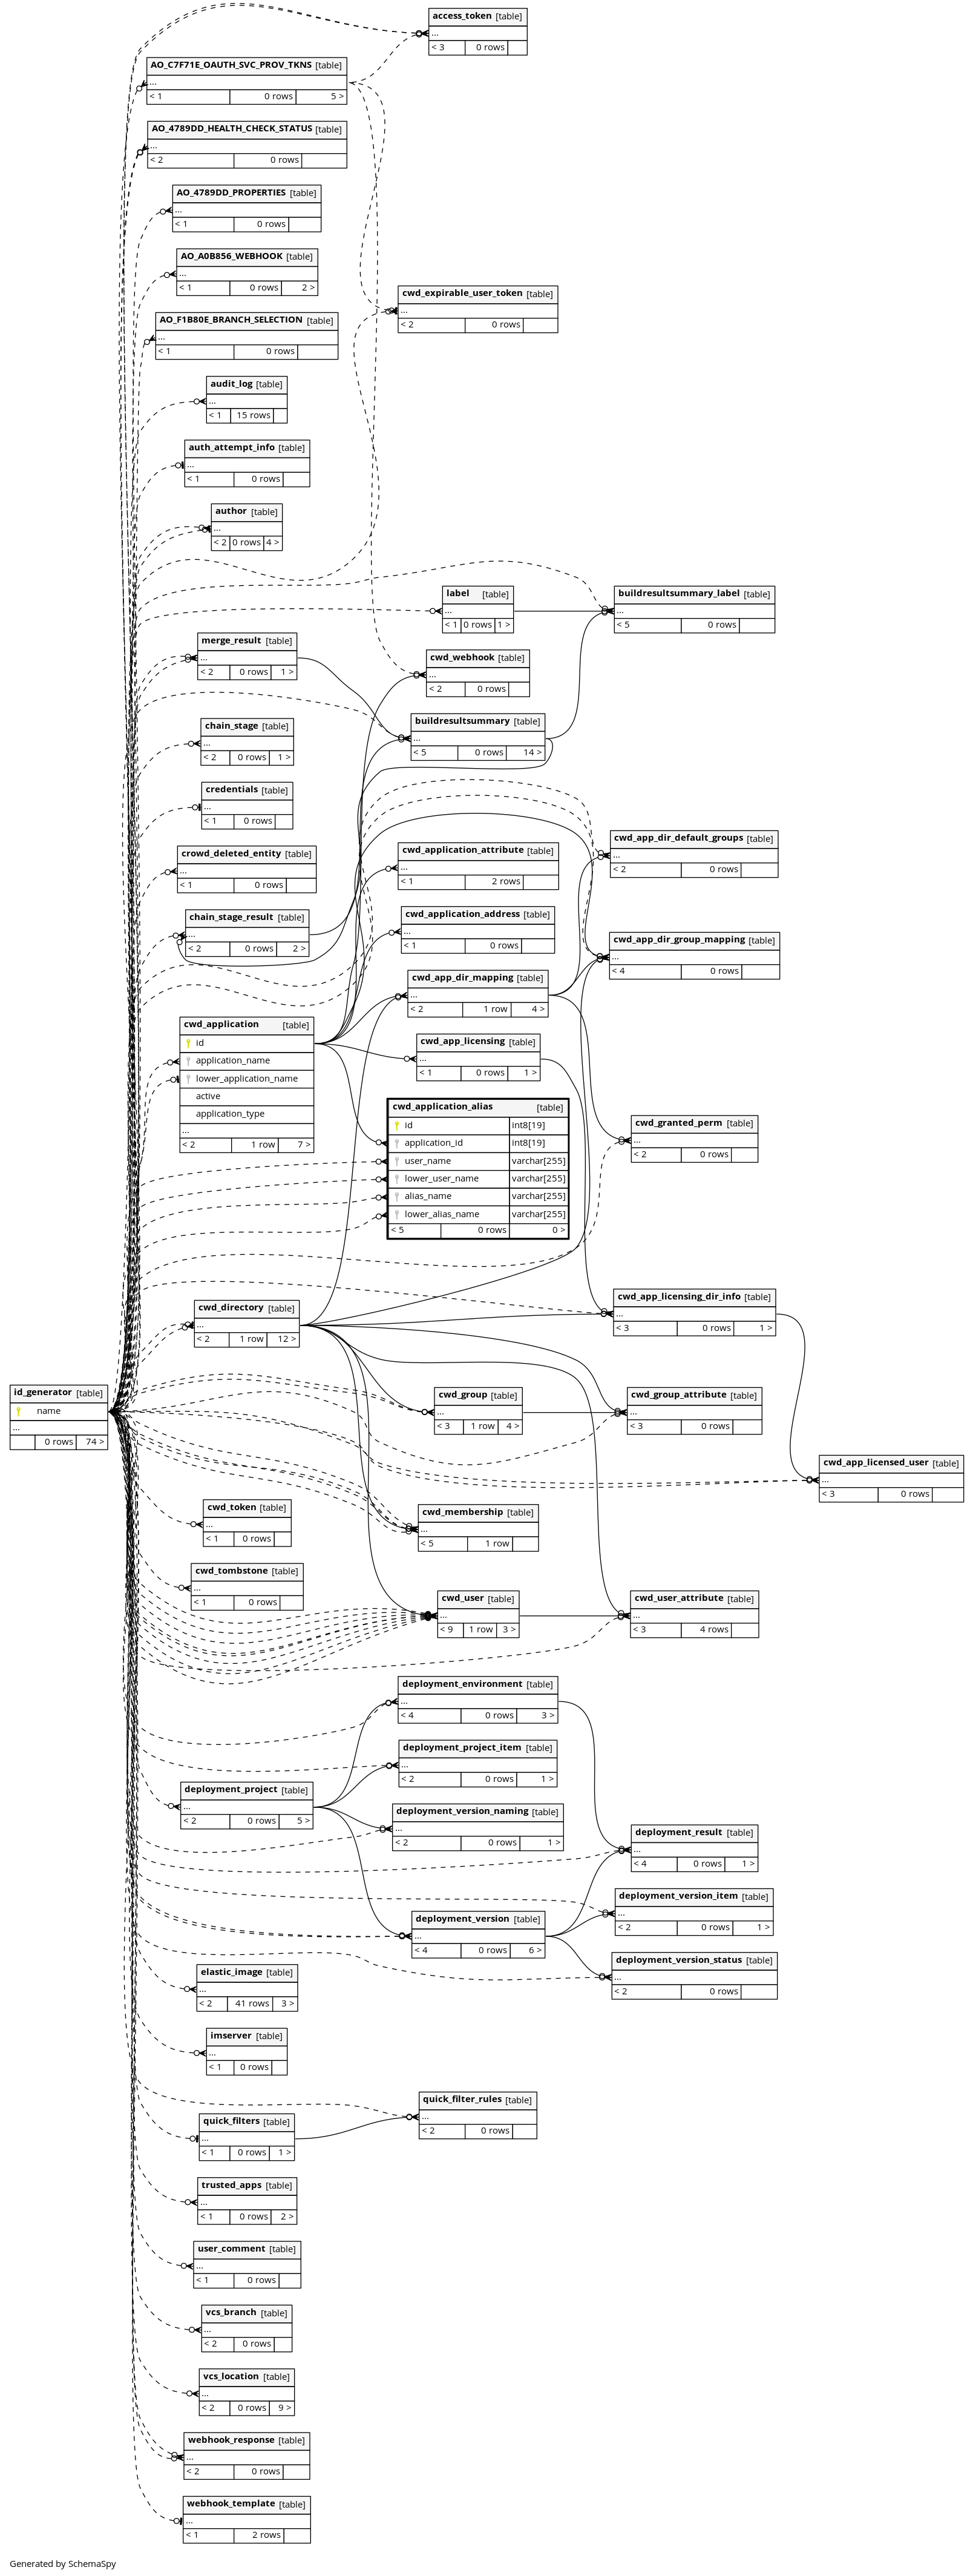 access_token [table]
...
< 3 0 rows
AO_C7F71E_OAUTH_SVC_PROV_TKNS [table]
...
< 1 0 rows 5 >
AO_4789DD_HEALTH_CHECK_STATUS [table]
...
< 2 0 rows
AO_4789DD_PROPERTIES [table]
...
< 1 0 rows
AO_A0B856_WEBHOOK [table]
...
< 1 0 rows 2 >
cwd_expirable_user_token [table]
...
< 2 0 rows
AO_F1B80E_BRANCH_SELECTION [table]
...
< 1 0 rows
audit_log [table]
...
< 1 15 rows
auth_attempt_info [table]
...
< 1 0 rows
author [table]
...
< 2 0 rows 4 >
label [table]
...
< 1 0 rows 1 >
buildresultsummary_label [table]
...
< 5 0 rows
merge_result [table]
...
< 2 0 rows 1 >
cwd_webhook [table]
...
< 2 0 rows
chain_stage [table]
...
< 2 0 rows 1 >
buildresultsummary [table]
...
< 5 0 rows 14 >
credentials [table]
...
< 1 0 rows
crowd_deleted_entity [table]
...
< 1 0 rows
cwd_application_attribute [table]
...
< 1 2 rows
cwd_app_dir_default_groups [table]
...
< 2 0 rows
chain_stage_result [table]
...
< 2 0 rows 2 >
cwd_application_address [table]
...
< 1 0 rows
cwd_app_dir_group_mapping [table]
...
< 4 0 rows
cwd_app_dir_mapping [table]
...
< 2 1 row 4 >
cwd_application [table]
id
application_name
lower_application_name
active
application_type
...
< 2 1 row 7 >
cwd_app_licensing [table]
...
< 1 0 rows 1 >
cwd_application_alias [table]
id int8[19]
application_id int8[19]
user_name varchar[255]
lower_user_name varchar[255]
alias_name varchar[255]
lower_alias_name varchar[255]
< 5 0 rows 0 >
cwd_granted_perm [table]
...
< 2 0 rows
cwd_directory [table]
...
< 2 1 row 12 >
cwd_app_licensing_dir_info [table]
...
< 3 0 rows 1 >
id_generator [table]
name
...
0 rows 74 >
cwd_group [table]
...
< 3 1 row 4 >
cwd_group_attribute [table]
...
< 3 0 rows
cwd_app_licensed_user [table]
...
< 3 0 rows
cwd_token [table]
...
< 1 0 rows
cwd_membership [table]
...
< 5 1 row
cwd_tombstone [table]
...
< 1 0 rows
cwd_user [table]
...
< 9 1 row 3 >
cwd_user_attribute [table]
...
< 3 4 rows
deployment_environment [table]
...
< 4 0 rows 3 >
deployment_project_item [table]
...
< 2 0 rows 1 >
deployment_project [table]
...
< 2 0 rows 5 >
deployment_version_naming [table]
...
< 2 0 rows 1 >
deployment_result [table]
...
< 4 0 rows 1 >
deployment_version_item [table]
...
< 2 0 rows 1 >
deployment_version [table]
...
< 4 0 rows 6 >
deployment_version_status [table]
...
< 2 0 rows
elastic_image [table]
...
< 2 41 rows 3 >
imserver [table]
...
< 1 0 rows
quick_filter_rules [table]
...
< 2 0 rows
quick_filters [table]
...
< 1 0 rows 1 >
trusted_apps [table]
...
< 1 0 rows 2 >
user_comment [table]
...
< 1 0 rows
vcs_branch [table]
...
< 2 0 rows
vcs_location [table]
...
< 2 0 rows 9 >
webhook_response [table]
...
< 2 0 rows
webhook_template [table]
...
< 1 2 rows
Generated by SchemaSpy